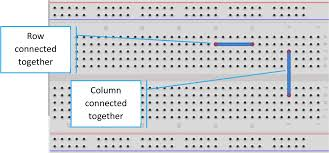 Row
connected
together
Column
connected
together